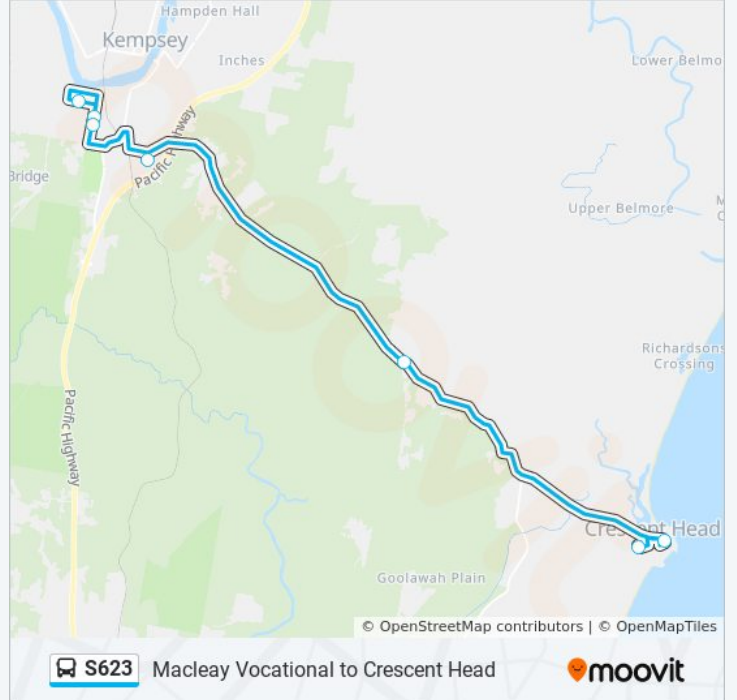 Hampden Hall
Kempsey
Inches
Lower Belmo
Pacific Highway
Bridge
Upper Belmore
Richardsons
Crossing
Pacific Highway
Crescent Head
Goolawah Plain
© OpenStreetMap contributors | © OpenMapTiles
S623 Macleay Vocational to Crescent Head
moovit